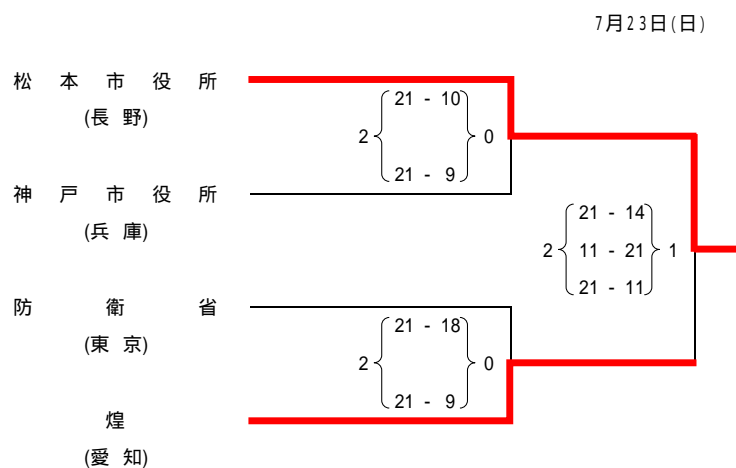 7月23日(日)
松本市役所
(長野)
2 21 - 10 0
21 - 9
神戸市役所
(兵庫)
21 - 14
2 11 - 21 1
21 - 11
防衛省
(東京)
2 21 - 18 0
21 - 9
煌
(愛知)